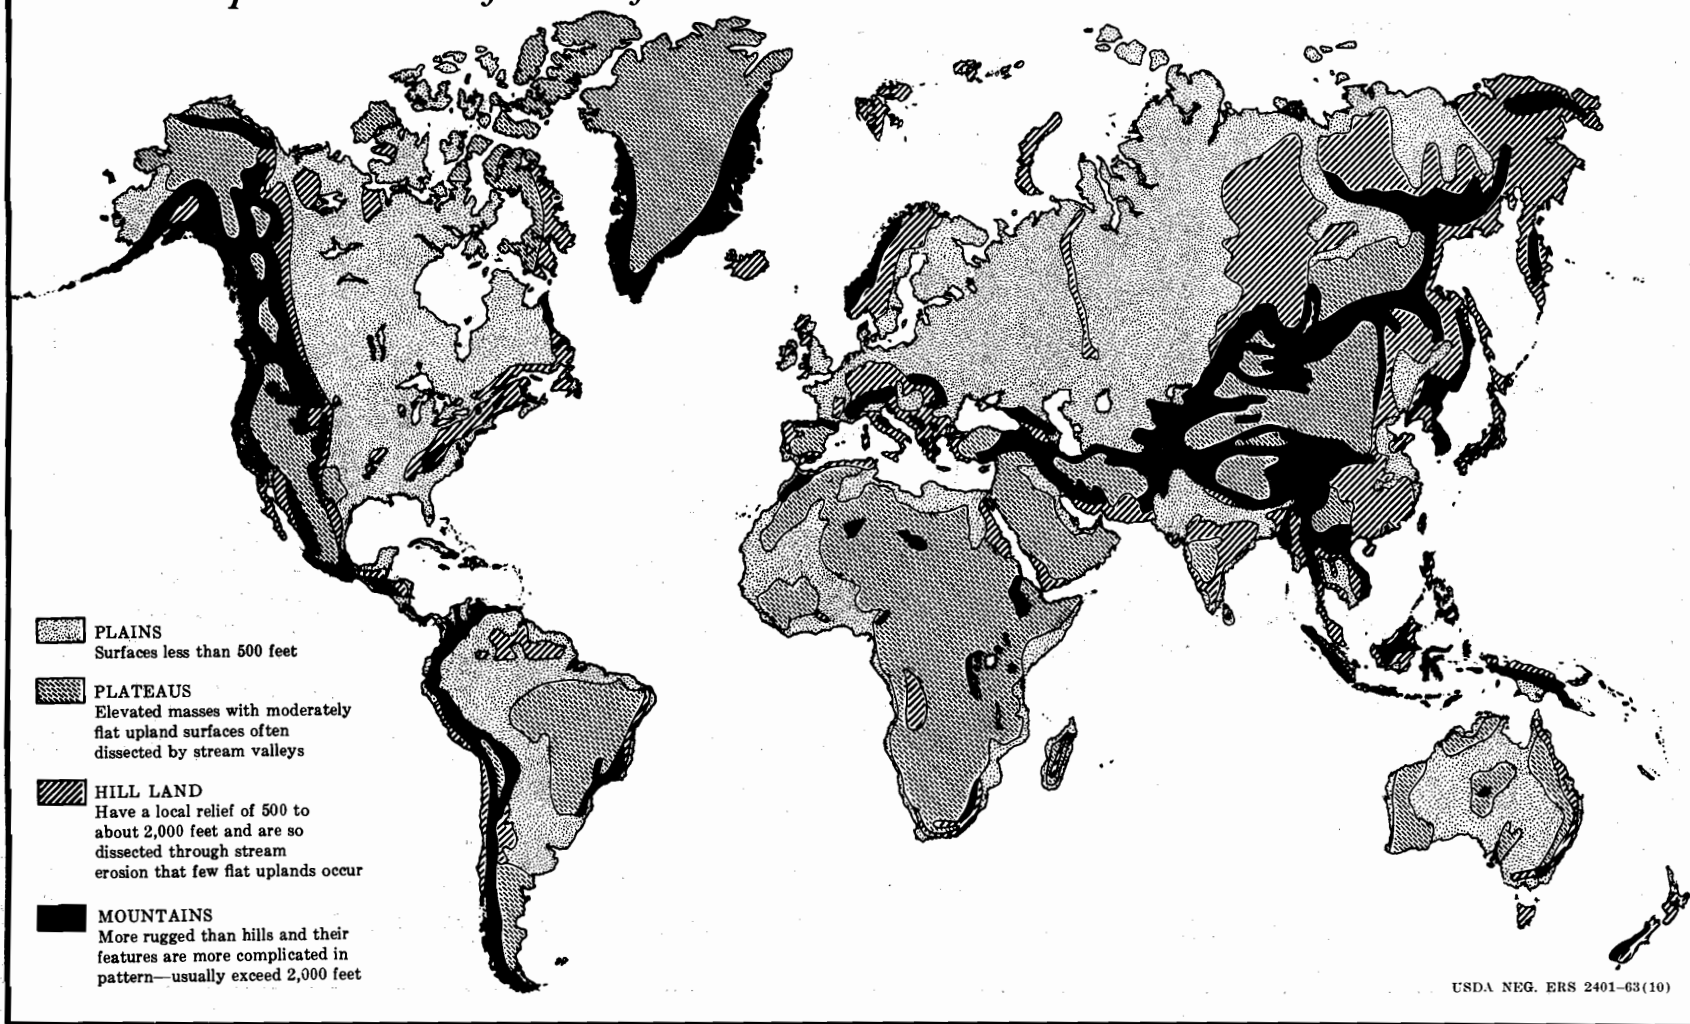 PLAINS
Surfaces less than 500 feet
PLATEAUS
Elevated masses with moderately
flat upland surfaces often
dissected by stream valleys
HILL LAND
Have a local relief of 500 to
about 2,000 feet and are so
dissected through stream
erosion that few flat uplands occur
MOUNTAINS
More rugged than hills and their
features are more complicated in
pattern—usually exceed 2,000 feet
USDA NEG. ERS 2401-63(10)